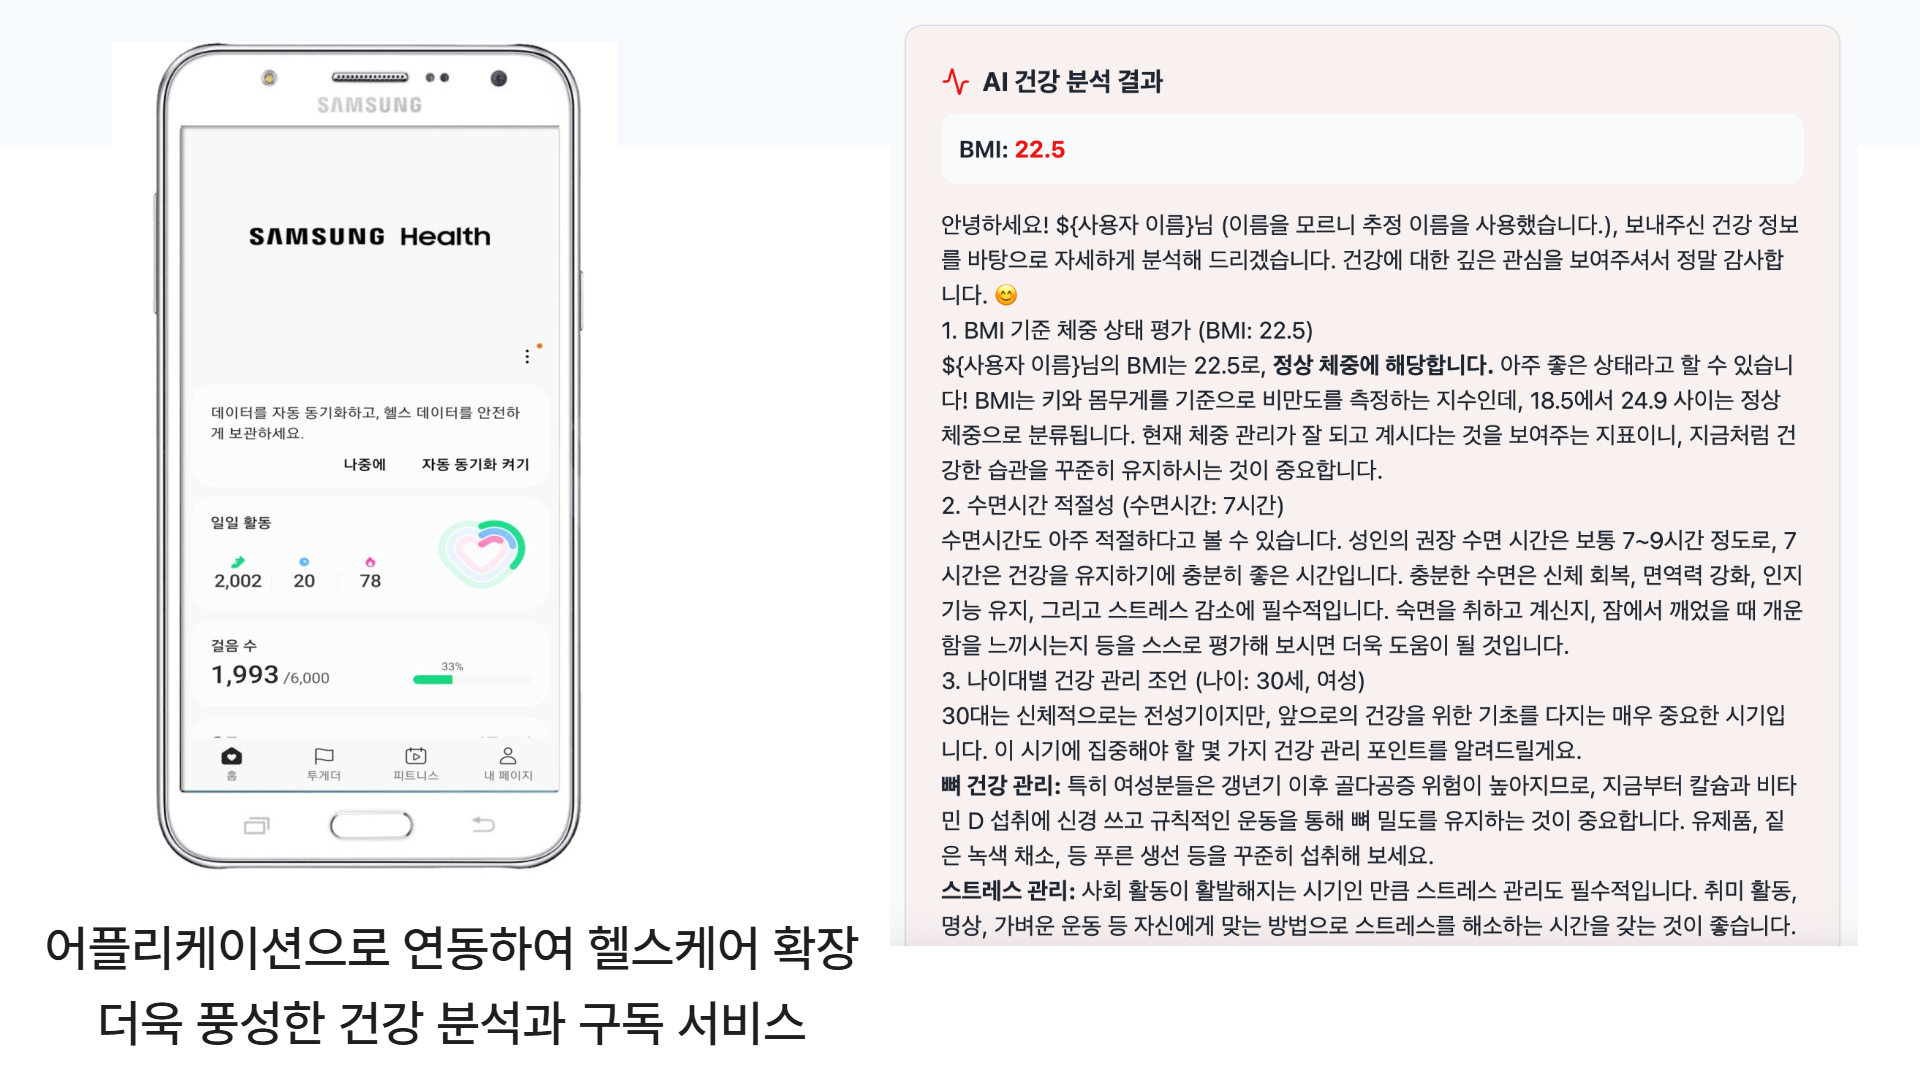 SAMSUNG
SAMSUNG Health
데이터를 자동 동기화하고, 헬스 데이터를 안전하
게 보관하세요.
나중에 자동 동기화 켜기
일일 활동
2,002 20 78
걸음 수
33%
1,993 /6,000
홈 투게더 피트니스 내 페이지
어플리케이션으로 연동하여 헬스케어 확장
더욱 풍성한 건강 분석과 구독 서비스
AI 건강 분석 결과
BMI: 22.5
안녕하세요! ${사용자 이름}님 (이름을 모르니 추정 이름을 사용했습니다.), 보내주신 건강 정보
를 바탕으로 자세하게 분석해 드리겠습니다. 건강에 대한 깊은 관심을 보여주셔서 정말 감사합
니다. 😊
1. BMI 기준 체중 상태 평가 (BMI: 22.5)
${사용자 이름}님의 BMI는 22.5로, 정상 체중에 해당합니다. 아주 좋은 상태라고 할 수 있습니
다! BMI는 키와 몸무게를 기준으로 비만도를 측정하는 지수인데, 18.5에서 24.9 사이는 정상
체중으로 분류됩니다. 현재 체중 관리가 잘 되고 계시다는 것을 보여주는 지표이니, 지금처럼 건
강한 습관을 꾸준히 유지하시는 것이 중요합니다.
2. 수면시간 적절성 (수면시간: 7시간)
수면시간도 아주 적절하다고 볼 수 있습니다. 성인의 권장 수면 시간은 보통 7~9시간 정도로, 7
시간은 건강을 유지하기에 충분히 좋은 시간입니다. 충분한 수면은 신체 회복, 면역력 강화, 인지
기능 유지, 그리고 스트레스 감소에 필수적입니다. 숙면을 취하고 계신지, 잠에서 깨었을 때 개운
함을 느끼시는지 등을 스스로 평가해 보시면 더욱 도움이 될 것입니다.
3. 나이대별 건강 관리 조언 (나이: 30세, 여성)
30대는 신체적으로는 전성기이지만, 앞으로의 건강을 위한 기초를 다지는 매우 중요한 시기입
니다. 이 시기에 집중해야 할 몇 가지 건강 관리 포인트를 알려드릴게요.
뼈 건강 관리: 특히 여성분들은 갱년기 이후 골다공증 위험이 높아지므로, 지금부터 칼슘과 비타
민 D 섭취에 신경 쓰고 규칙적인 운동을 통해 뼈 밀도를 유지하는 것이 중요합니다. 유제품, 짙
은 녹색 채소, 등 푸른 생선 등을 꾸준히 섭취해 보세요.
스트레스 관리: 사회 활동이 활발해지는 시기인 만큼 스트레스 관리도 필수적입니다. 취미 활동,
명상, 가벼운 운동 등 자신에게 맞는 방법으로 스트레스를 해소하는 시간을 갖는 것이 좋습니다.